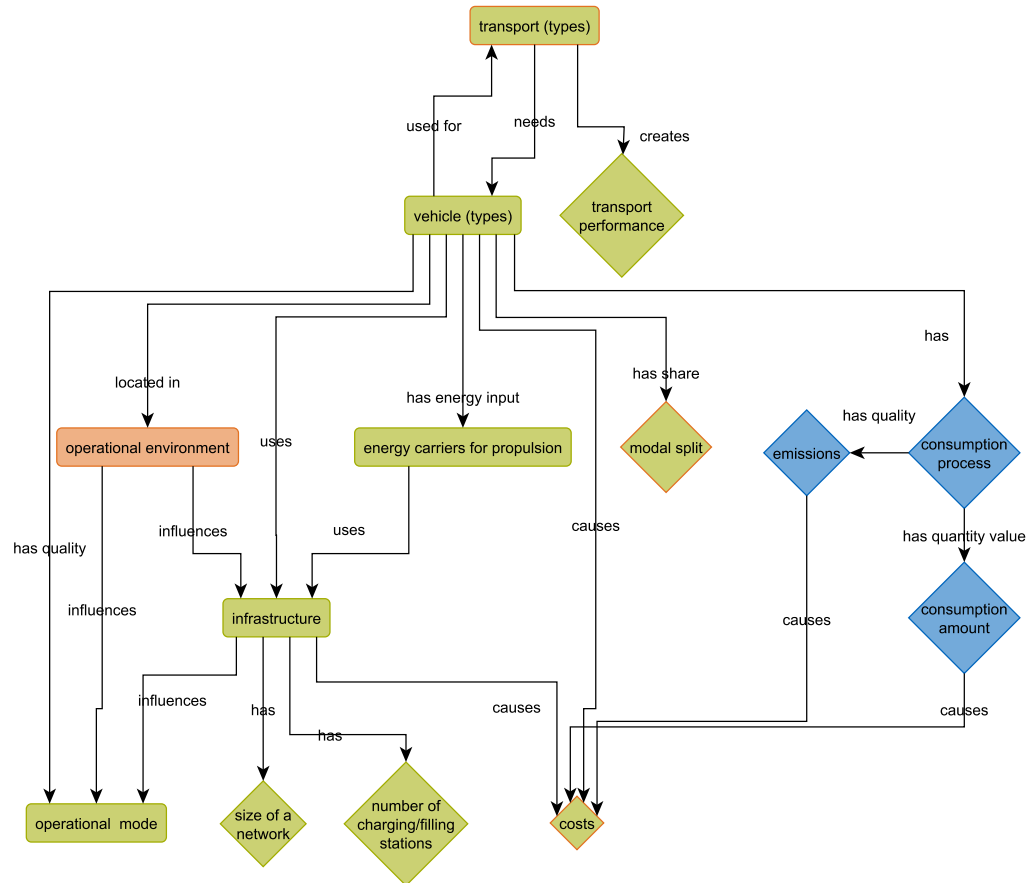 transport (types)
used for
needs
creates
transport
performance
vehicle (types)
has
located in
has share
has energy input
has quality
operational environment
uses
energy carriers for propulsion
modal split
emissions
consumption
process
influences
uses
causes
has quantity value
has quality
influences
infrastructure
causes
consumption
amount
influences
has
has
causes
causes
operational  mode
size of a
network
number of
charging/filling
stations
costs